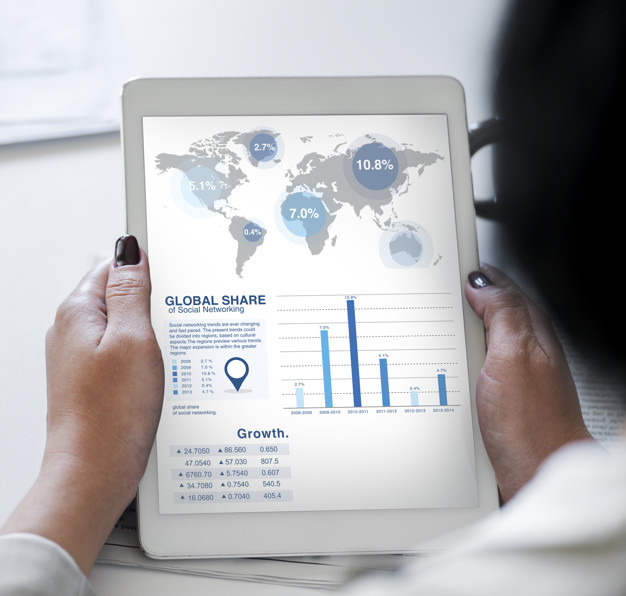 2.7%
10.8%
5.1%
7.0%
0.4%
GLOBAL SHARE
of Social Networking
Social networking trends are ever changing
and fast paced. The present trends could
be divided into regions, based on cultural
aspects.The regions preview various trends.
The major expansion is within the greater
regions.
2008 2.7 %
2009 7.0 %
2010 10.8 %
2011 5.1%
2012 0.4%
2013 4.7 %
global share
of social networking.
10.8%
7.0%
5.1%
4.7%
2.7%
0.4%
2008-2009 2009-2010 2010-2011 2011-2012 2012-2013 2013-2014
Growth.
▲ 24.7050 ▲ 86.560 0.650
47.0540 ▲ 57.030 807.5
▲ 6760.70 ▲ 5.7540 0.607
▲ 34.7080 ▲ 0.7540 540.5
▲ 16.0680 ▲ 0.7040 405.4